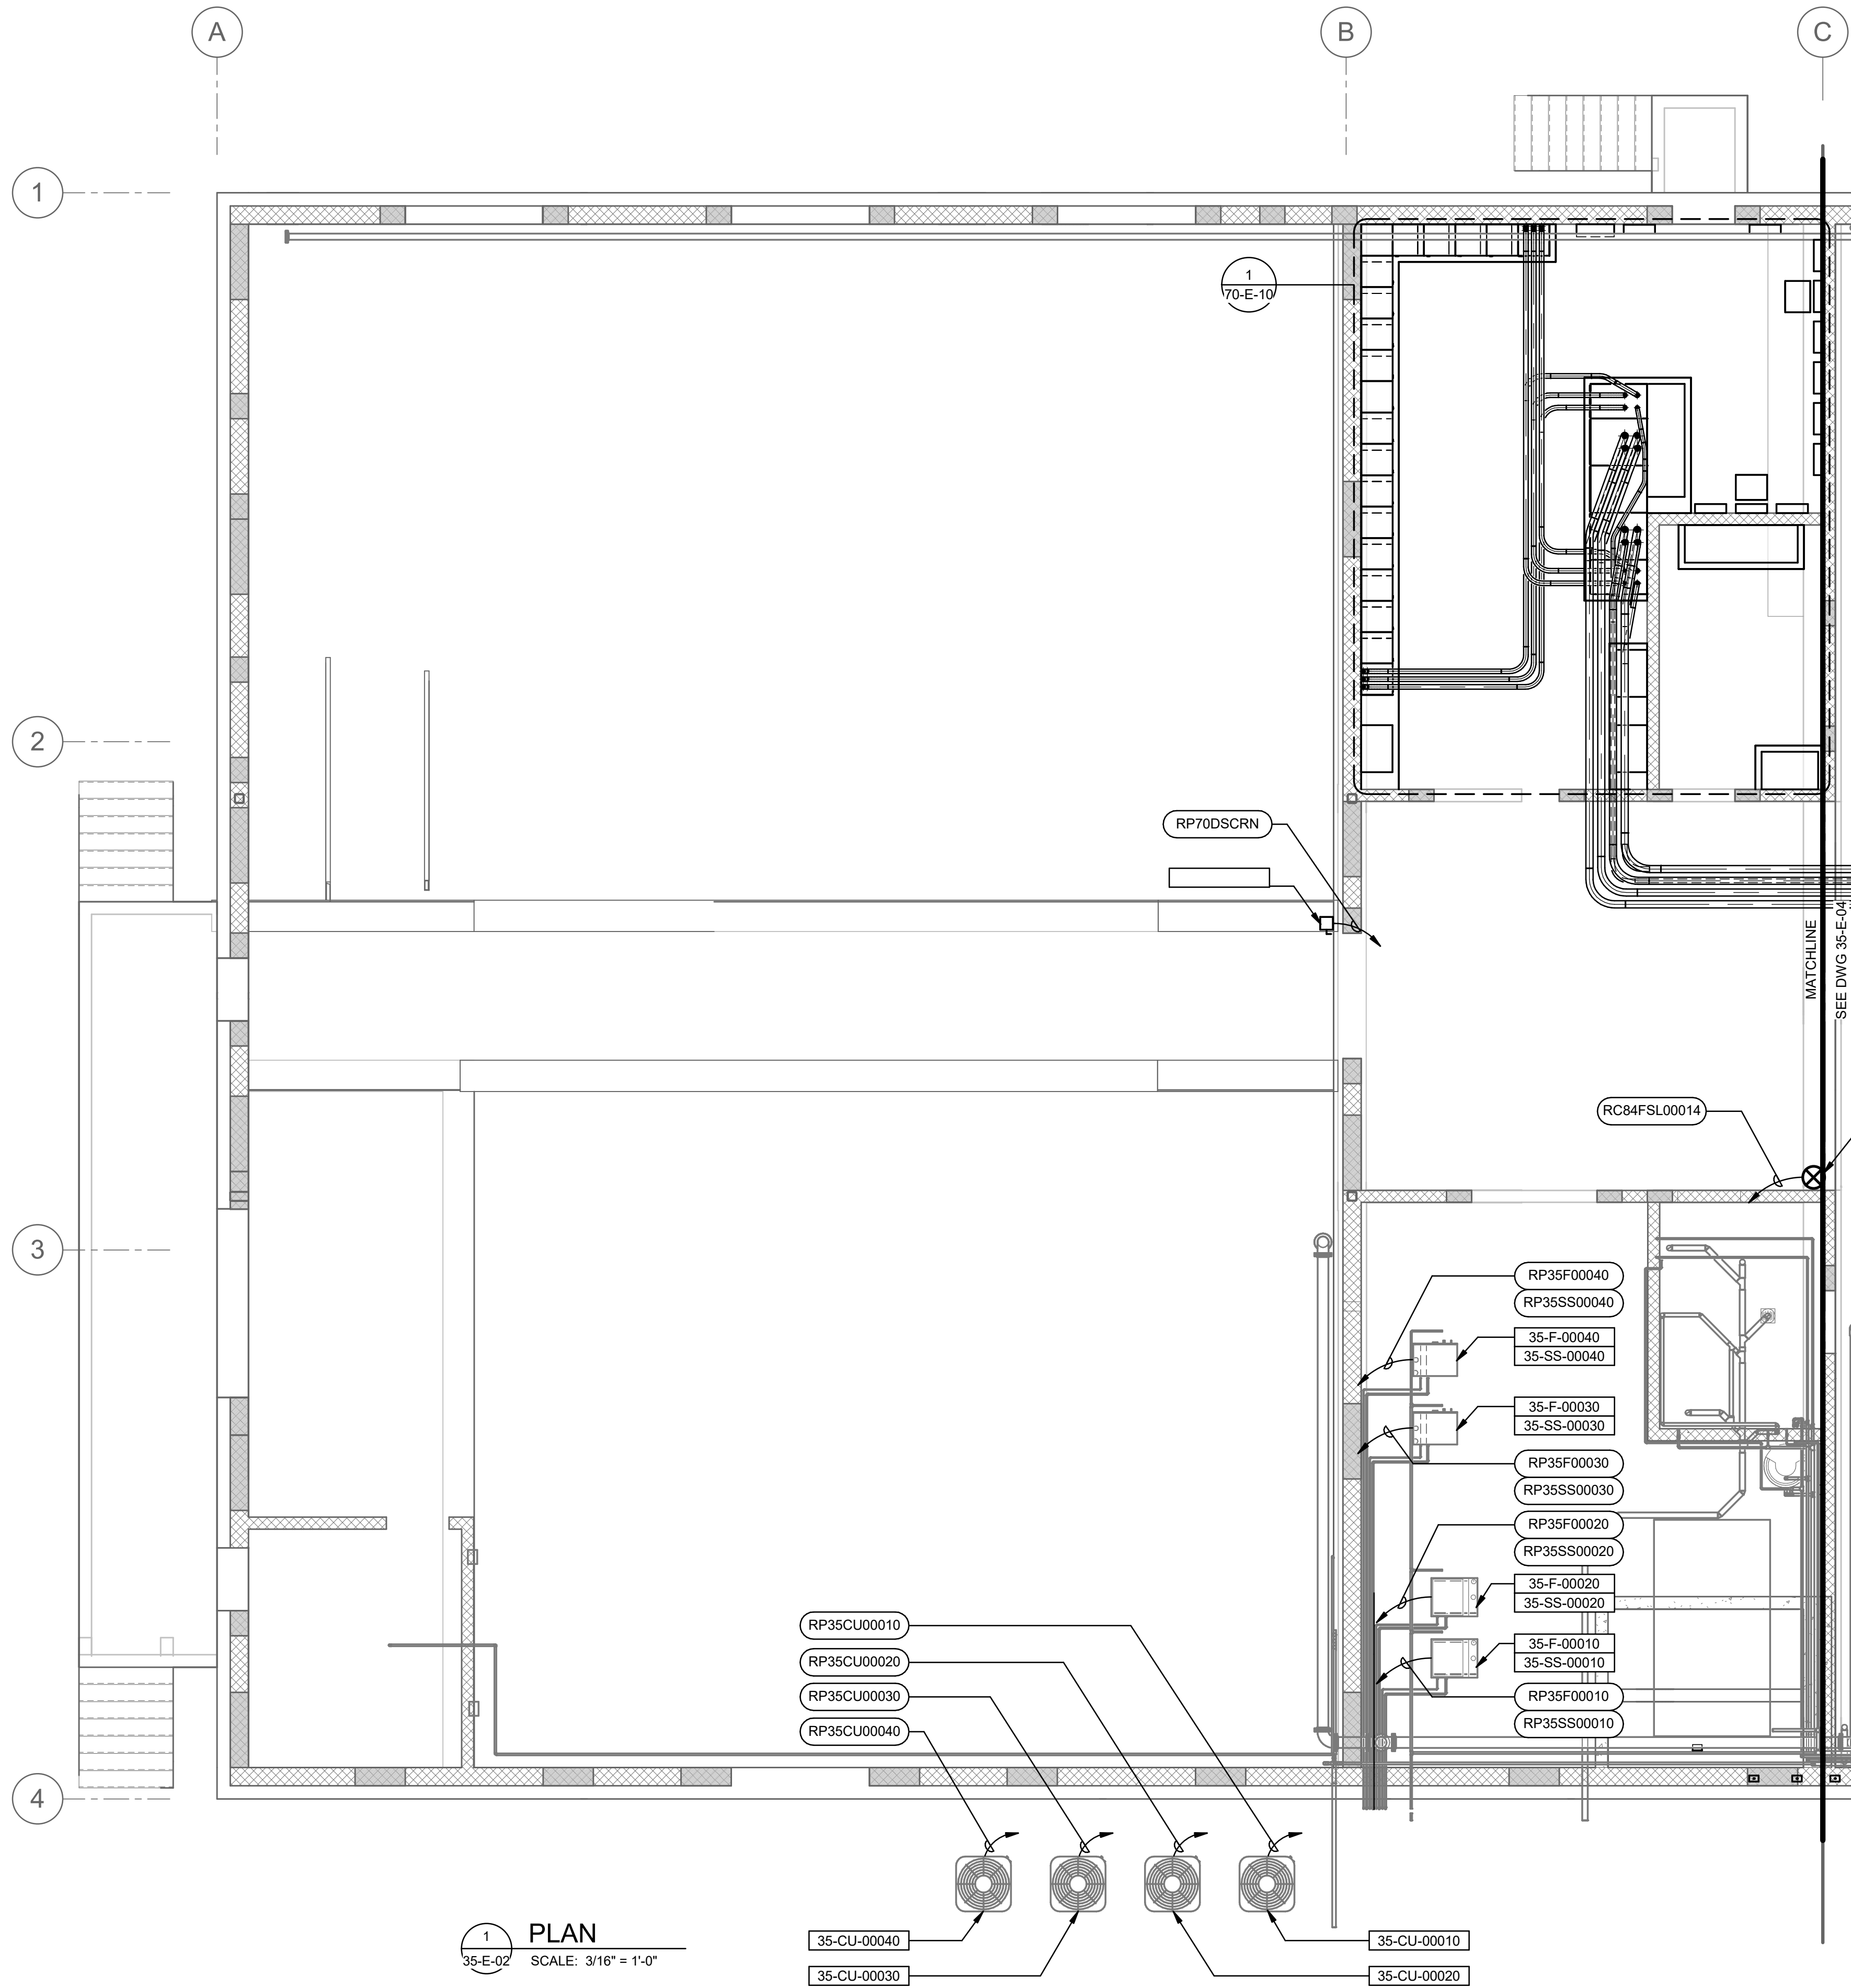 A
B
C
1
1
70-E-10
2
RP70DSCRN
MATCHLINE
SEE DWG 35-E-04
RC84FSL00014
3
RP35F00040
RP35SS00040
35-F-00040
35-SS-00040
35-F-00030
35-SS-00030
RP35F00030
RP35SS00030
RP35F00020
RP35SS00020
35-F-00020
35-SS-00020
35-F-00010
35-SS-00010
RP35F00010
RP35SS00010
RP35CU00010
RP35CU00020
RP35CU00030
RP35CU00040
4
1
35-E-02
PLAN
SCALE: 3/16" = 1'-0"
35-CU-00040
35-CU-00030
35-CU-00010
35-CU-00020